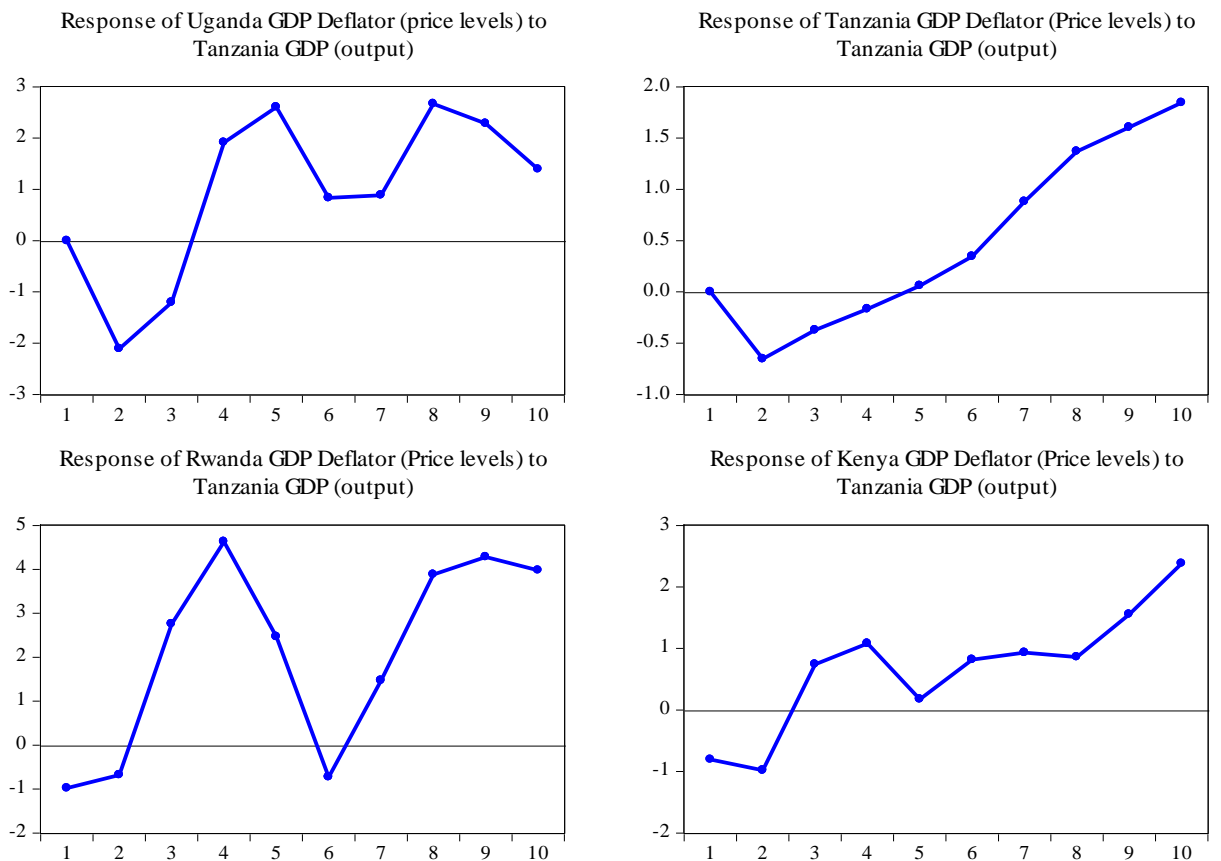 Response of Uganda GDP Deflator (price levels) to
Tanzania GDP (output)
3
2
1
0
-1
-2
-3
1 2 3 4 5 6 7 8 9 10
Response of Tanzania GDP Deflator (Price levels) to
Tanzania GDP (output)
2.0
1.5
1.0
0.5
0.0
-0.5
-1.0
1 2 3 4 5 6 7 8 9 10
Response of Rwanda GDP Deflator (Price levels) to
Tanzania GDP (output)
5
4
3
2
1
0
-1
-2
1 2 3 4 5 6 7 8 9 10
Response of Kenya GDP Deflator (Price levels) to
Tanzania GDP (output)
3
2
1
0
-1
-2
1 2 3 4 5 6 7 8 9 10